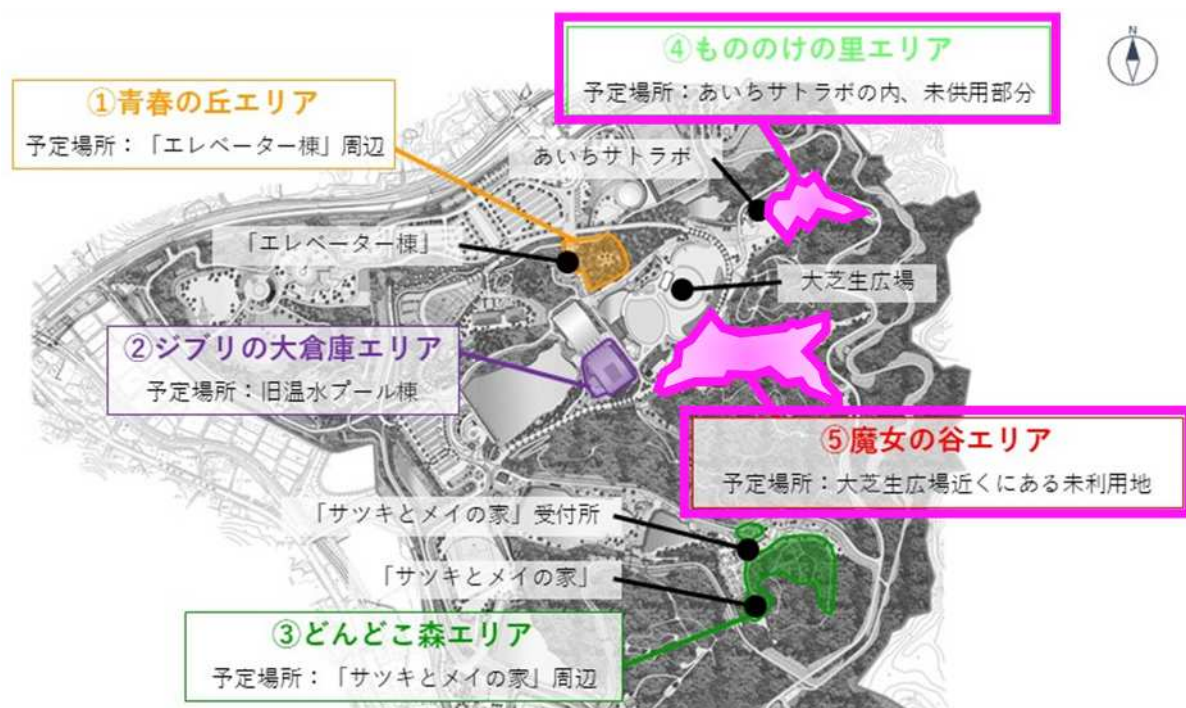 N
④もののけの里エリア
予定場所：あいちサトラボの内、未供用部分
①青春の丘エリア
予定場所：「エレベーター棟」周辺
あいちサトラボ
「エレベーター棟」
大芝生広場
②ジブリの大倉庫エリア
予定場所：旧温水プール棟
⑤魔女の谷エリア
予定場所：大芝生広場近くにある未利用地
「サツキとメイの家」受付所
「サツキとメイの家」
③どんどこ森エリア
予定場所：「サツキとメイの家」周辺